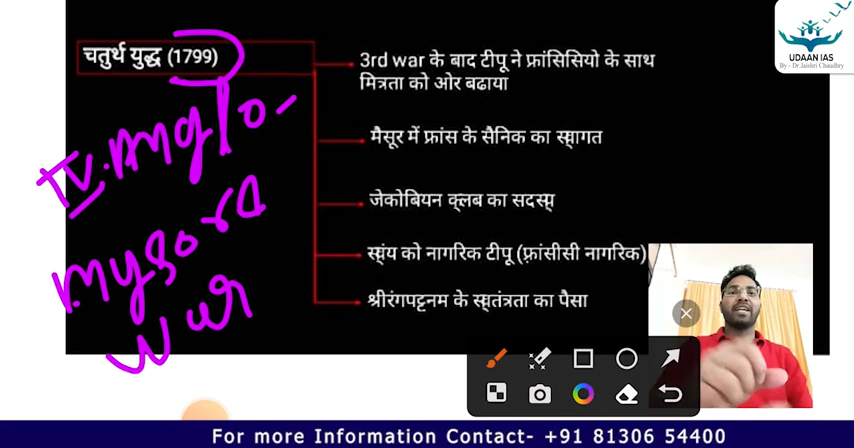 चतुर्थ युद्ध (1799)
IV. Anglo-
Mysore
War
3rd war के बाद टीपू ने फ्रांसिसियो के साथ
मित्रता को ओर बढाया
मैसूर में फ्रांस के सैनिक का स्वागत
जेकोबियन क्लब का सदस्य
स्वंय को नागरिक टीपू (फ्रांसीसी नागरिक)
श्रीरंगपट्टनम के स्वतंत्रता का पैसा
UDAAN IAS
By - Dr.Jaishri Chaudhry
For more Information Contact- +91 81306 54400